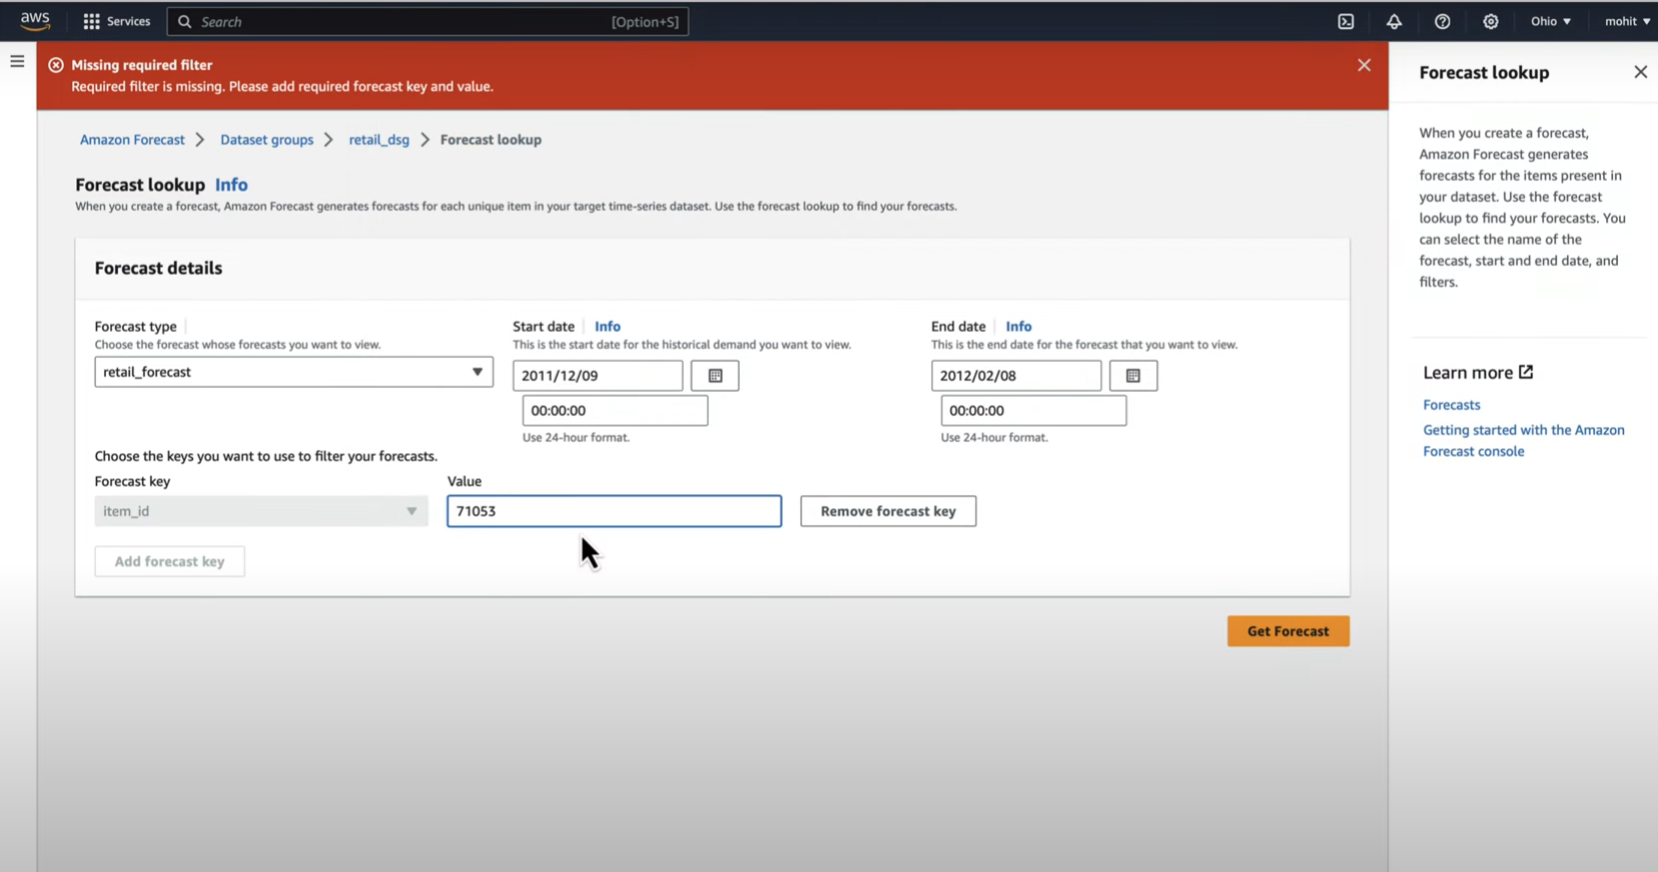 aws
Services
Search
[Option+S]
Ohio
mohit
Missing required filter
Required filter is missing. Please add required forecast key and value.
Amazon Forecast > Dataset groups > retail_dsg > Forecast lookup
Forecast lookup Info
When you create a forecast, Amazon Forecast generates forecasts for each unique item in your target time-series dataset. Use the forecast lookup to find your forecasts.
Forecast details
Forecast type
Choose the forecast whose forecasts you want to view.
retail_forecast
Start date Info
This is the start date for the historical demand you want to view.
2011/12/09
00:00:00
Use 24-hour format.
End date Info
This is the end date for the forecast that you want to view.
2012/02/08
00:00:00
Use 24-hour format.
Choose the keys you want to use to filter your forecasts.
Forecast key
item_id
Value
71053
Remove forecast key
Add forecast key
Get Forecast
Forecast lookup
When you create a forecast,
Amazon Forecast generates
forecasts for the items present in
your dataset. Use the forecast
lookup to find your forecasts. You
can select the name of the
forecast, start and end date, and
filters.
Learn more
Forecasts
Getting started with the Amazon
Forecast console